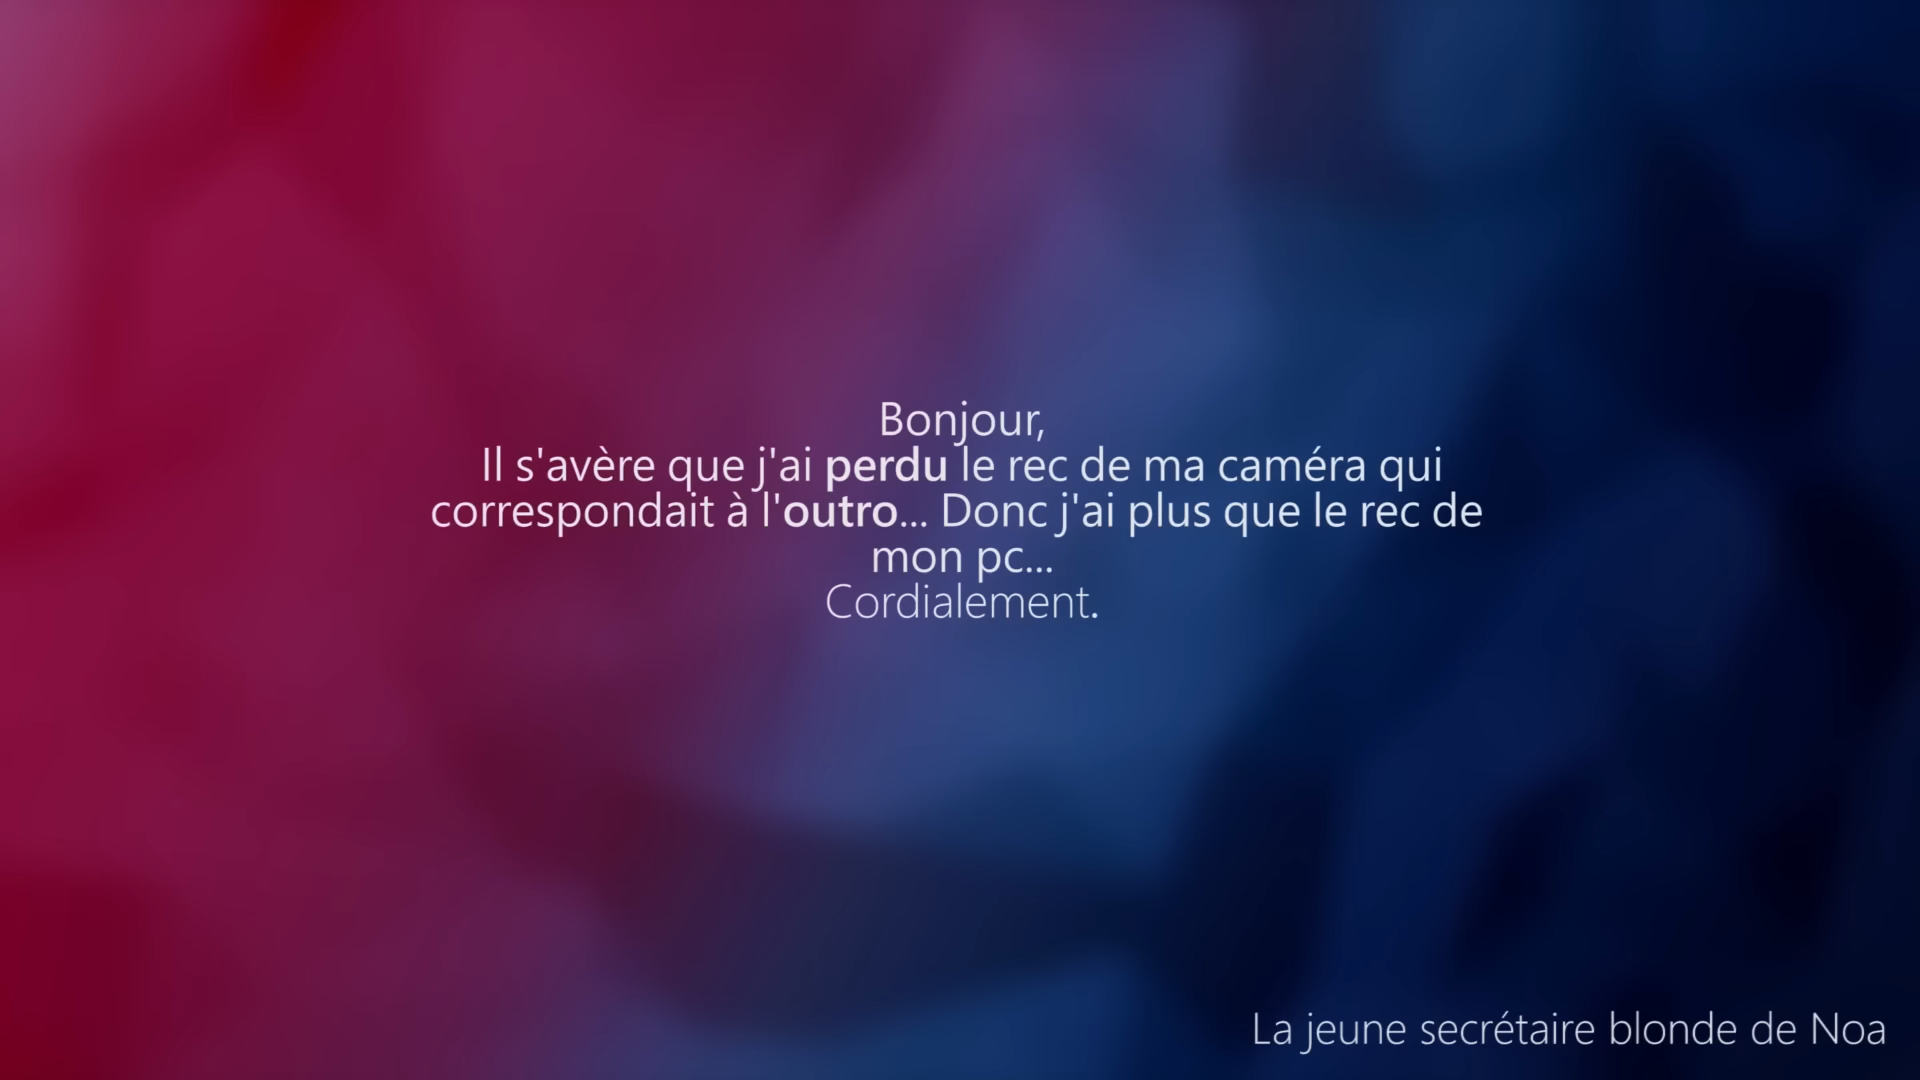 Bonjour,
Il s'avère que j'ai perdu le rec de ma caméra qui
correspondait à l'outro... Donc j'ai plus que le rec de
mon pc...
Cordialement.
La jeune secrétaire blonde de Noa